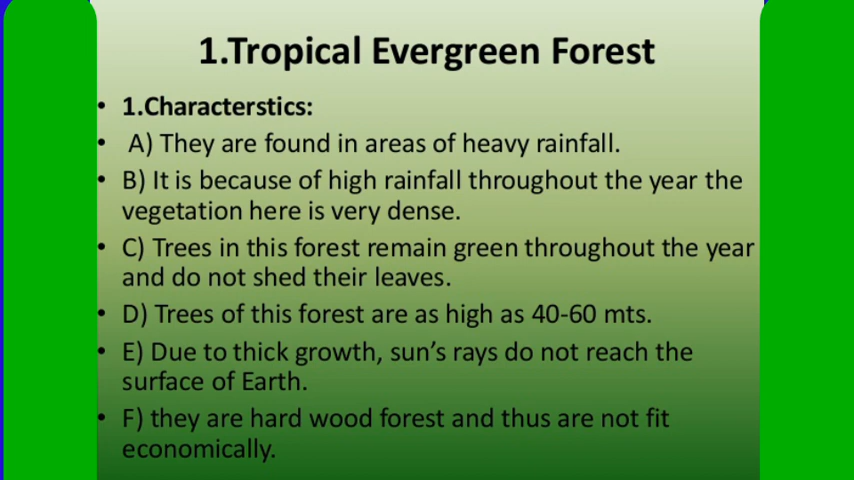 1.Tropical Evergreen Forest
• 1.Characterstics:
• A) They are found in areas of heavy rainfall.
• B) It is because of high rainfall throughout the year the
vegetation here is very dense.
• C) Trees in this forest remain green throughout the year
and do not shed their leaves.
• D) Trees of this forest are as high as 40-60 mts.
• E) Due to thick growth, sun’s rays do not reach the
surface of Earth.
• F) they are hard wood forest and thus are not fit
economically.